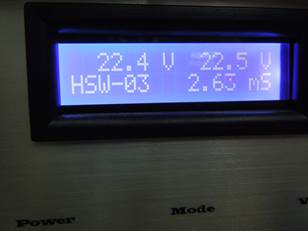 22.4 V 22.5 V
HSW-03 2.63 mS
Power Mode V